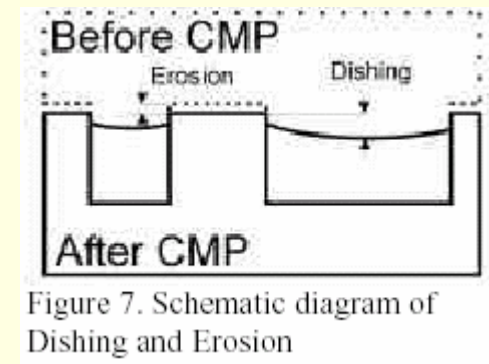 Before CMP
Erosion
Dishing
After CMP
Figure 7. Schematic diagram of
Dishing and Erosion